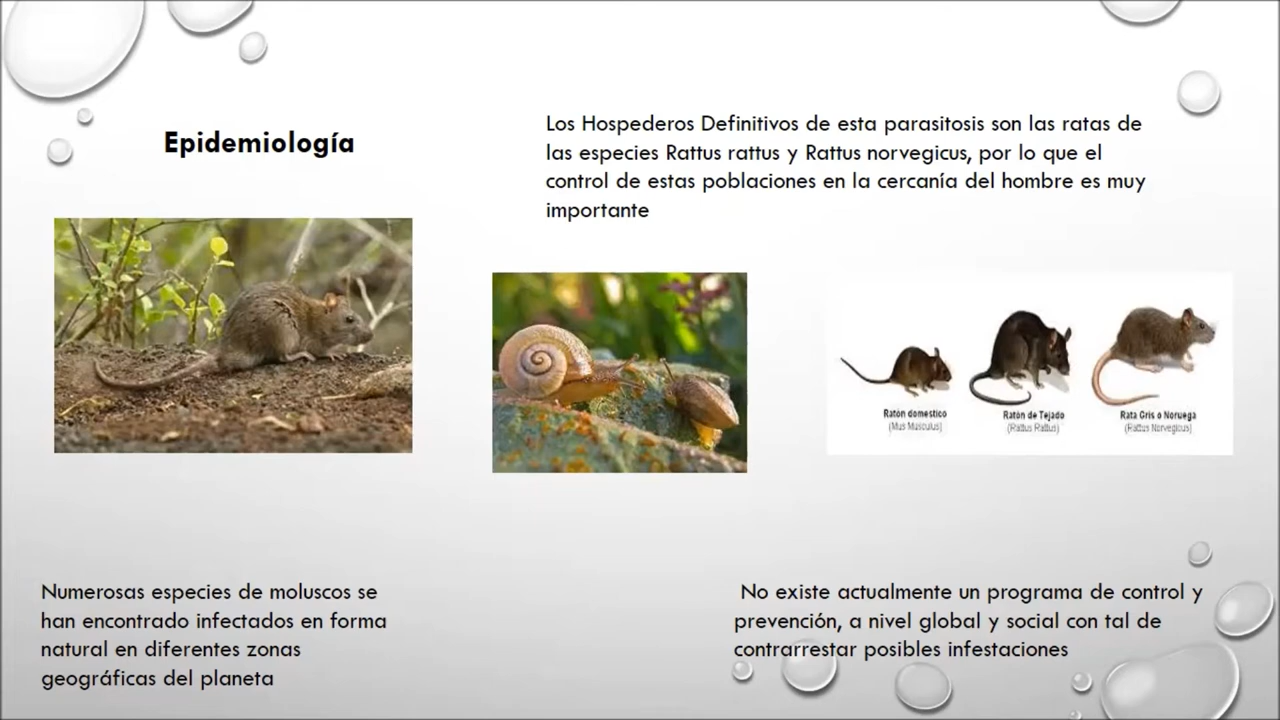 Epidemiología
Los Hospederos Definitivos de esta parasitosis son las ratas de
las especies Rattus rattus y Rattus norvegicus, por lo que el
control de estas poblaciones en la cercanía del hombre es muy
importante
Ratón domestico
(Mus Musculus)
Ratón de Tejado
(Rattus Rattus)
Rata Gris o Noruega
(Rattus Norvegicus)
Numerosas especies de moluscos se
han encontrado infectados en forma
natural en diferentes zonas
geográficas del planeta
No existe actualmente un programa de control y
prevención, a nivel global y social con tal de
contrarrestar posibles infestaciones